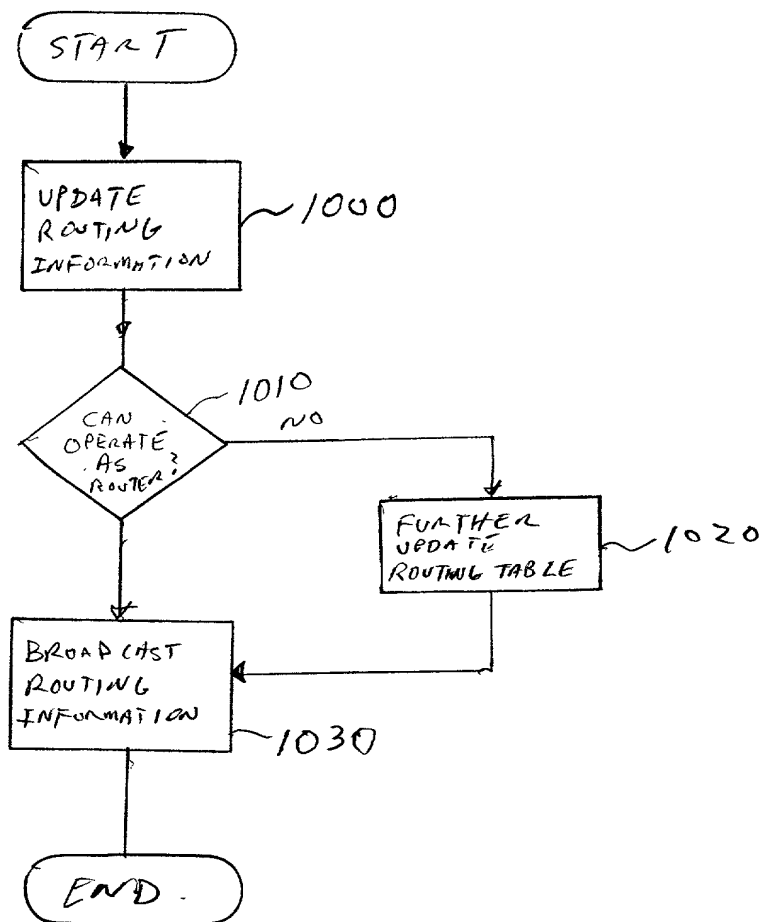 START
UPDATE
ROUTING
INFORMATION
1000
1010
CAN
OPERATE
AS
ROUTER?
NO
FURTHER
UPDATE
ROUTING TABLE
1020
BROADCAST
ROUTING
INFORMATION
1030
END.